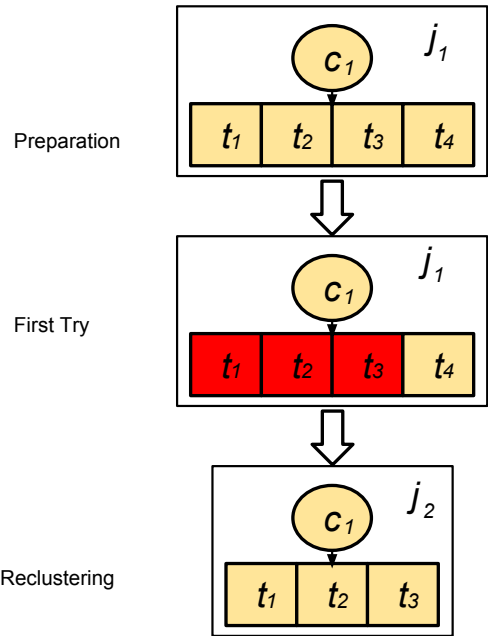 j1
c1
Preparation
t1 t2 t3 t4
j1
c1
First Try
t1 t2 t3 t4
j2
c1
Reclustering
t1 t2 t3